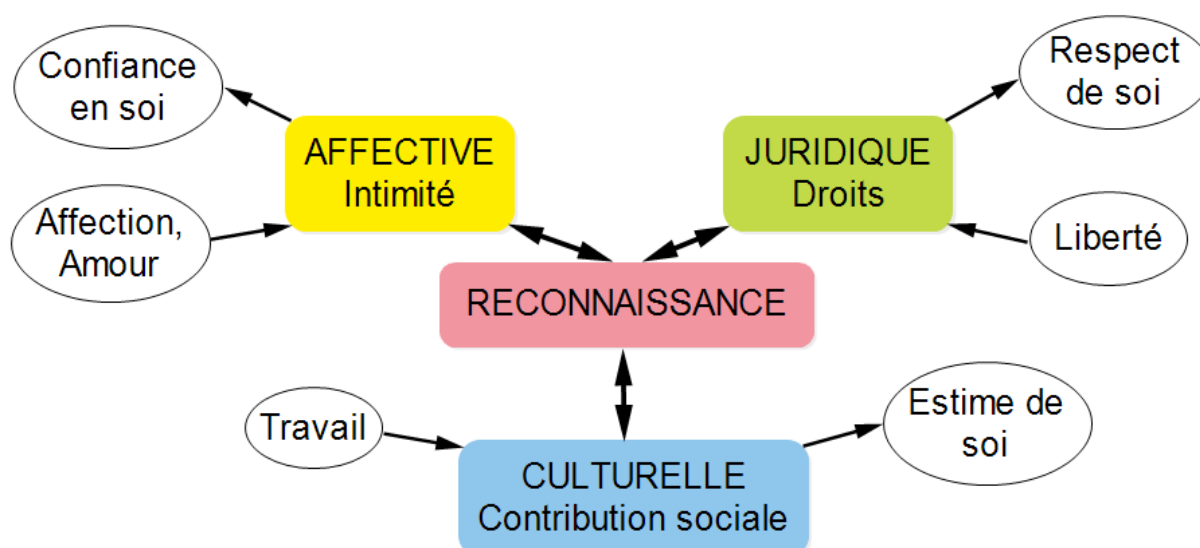 Confiance
en soi
Respect
de soi
AFFECTIVE
Intimité
JURIDIQUE
Droits
Affection,
Amour
Liberté
RECONNAISSANCE
Travail
Estime de
soi
CULTURELLE
Contribution sociale